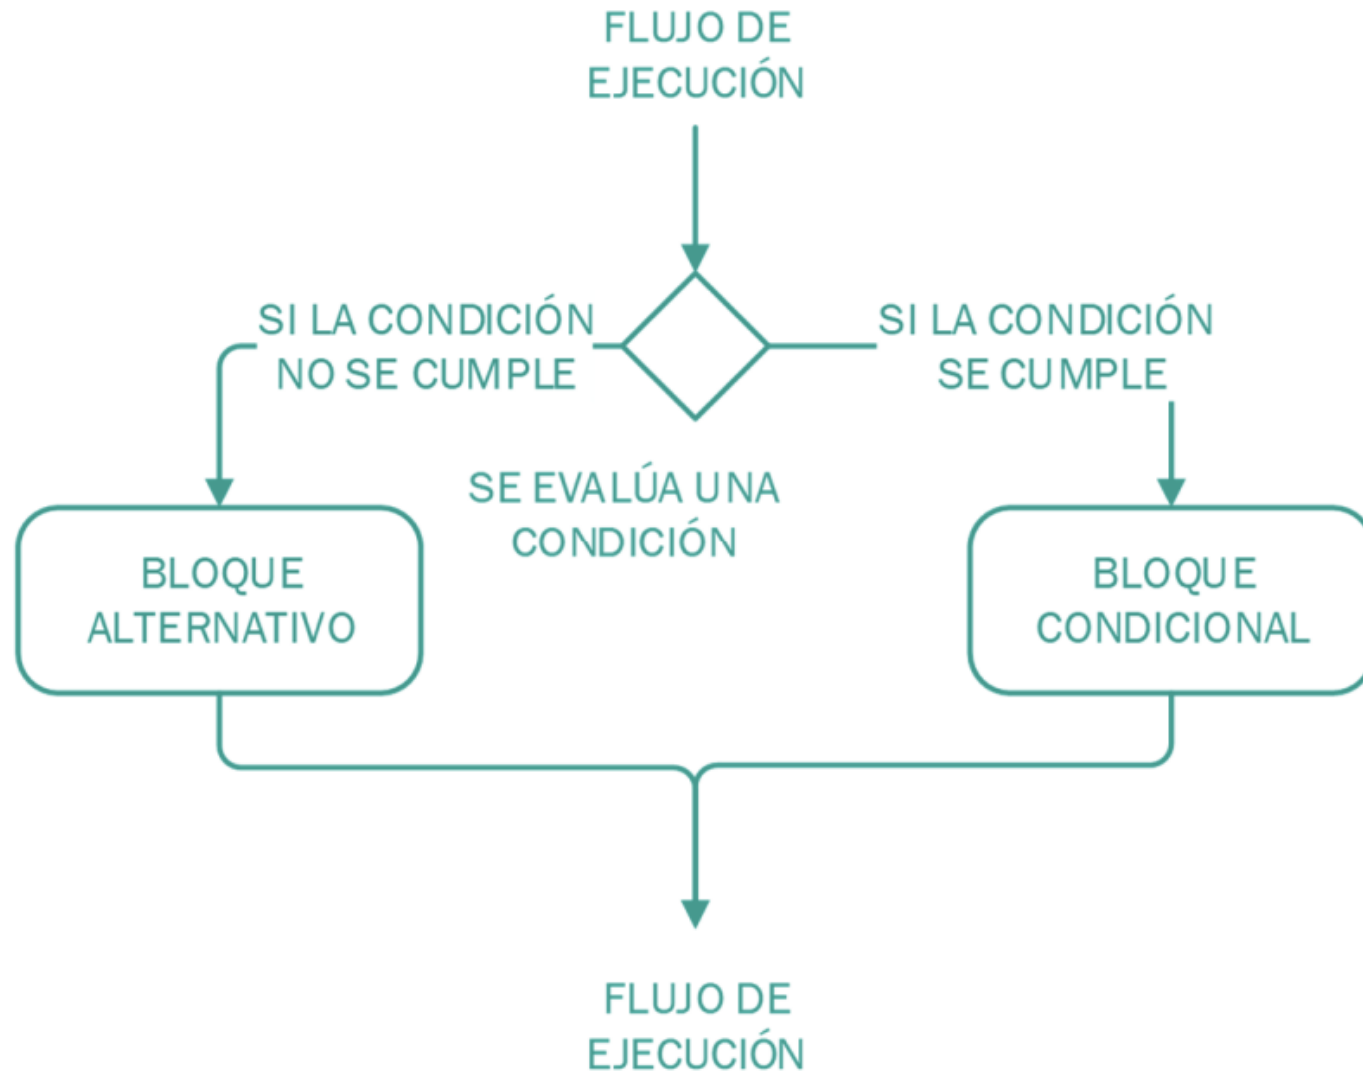 FLUJO DE
EJECUCIÓN
SI LA CONDICIÓN
NO SE CUMPLE
SI LA CONDICIÓN
SE CUMPLE
SE EVALÚA UNA
CONDICIÓN
BLOQUE
ALTERNATIVO
BLOQUE
CONDICIONAL
FLUJO DE
EJECUCIÓN